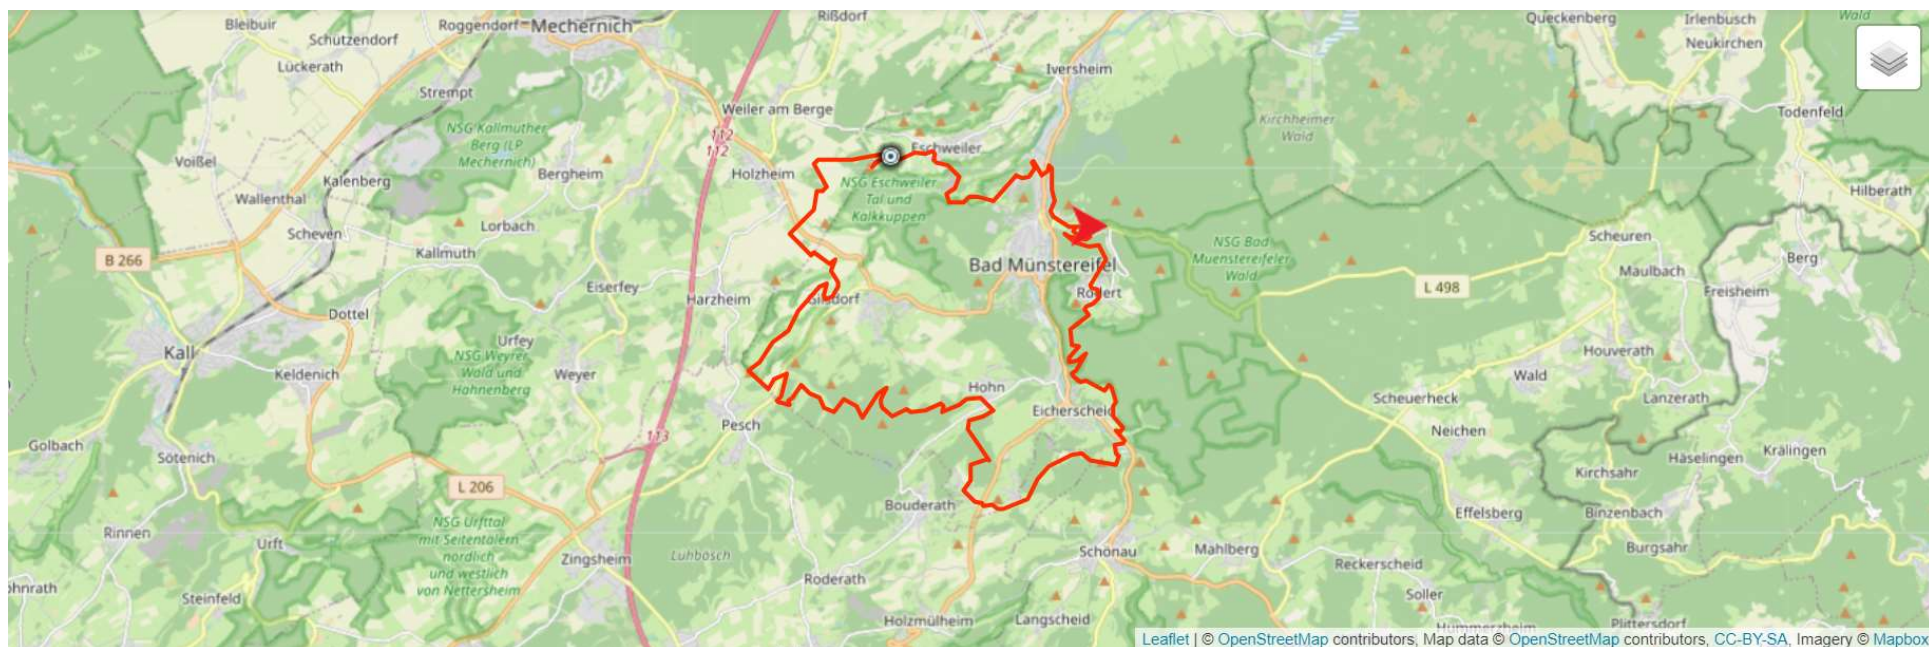 Bleibuir
Roggendorf
Mechernich
Rißdorf
Queckenberg
Irlenbusch
Wald
Schützendorf
Neukirchen
Lückerath
Iversheim
Strempt
Weiler am Berge
Todenfeld
Kirchheimer
Wald
NSG Kallmuther
Berg (LP
Mechernich)
112
112
Voißel
Eschweiler
Kalenberg
Bergheim
Holzheim
NSG Eschweiler
Tal und
Kalkkuppen
Hilberath
Wallenthal
Scheven
Lorbach
Kallmuth
Scheuren
NSG Bad
Muenstereifeler
Wald
B 266
Bad Münstereifel
Berg
Maulbach
Eiserfey
Harzheim
Gilsdorf
Rodert
L 498
Freisheim
Dottel
Urfey
Kall
NSG Weyrer
Wald und
Hahnenberg
Keldenich
Weyer
Houverath
Wald
Hohn
Scheuerheck
Lanzerath
Eicherscheid
Golbach
113
Pesch
Neichen
Sötenich
Kirchsahr
Häselingen
Krälingen
L 206
Bouderath
Effelsberg
Binzenbach
Rinnen
Urft
NSG Urfttal
mit Seitentälern
nördlich
und westlich
von Nettersheim
Zingsheim
Luhbösch
Schönau
Mahlberg
Burgsahr
Reckerscheid
Roderath
Steinfeld
Soller
Holzmülheim
Langscheid
Hummerzheim
Plittersdorf
Leaflet | © OpenStreetMap contributors, Map data © OpenStreetMap contributors, CC-BY-SA, Imagery © Mapbox